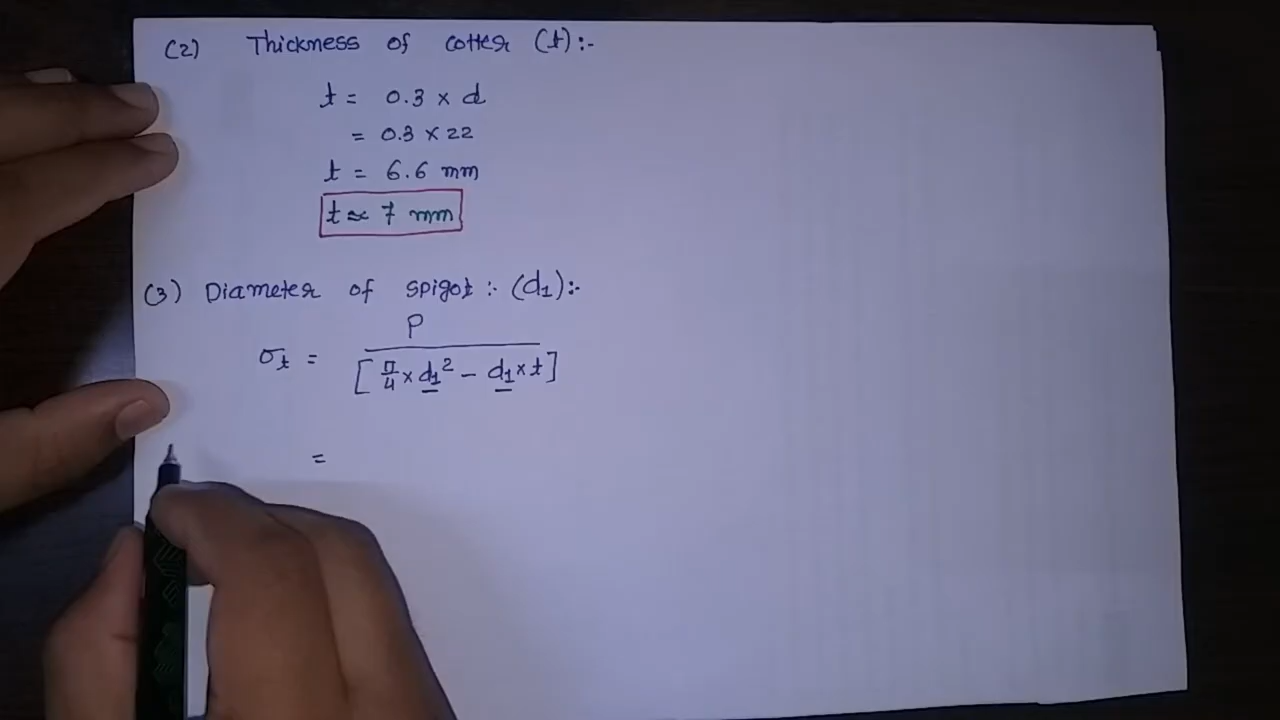 (2) Thickness of cotter (t):-
t = 0.3 × d
= 0.3 × 22
t = 6.6 mm
t ≈ 7 mm
(3) Diameter of spigot :- (d1):-
σt = P / [π/4 × d1² - d1 × t]
=